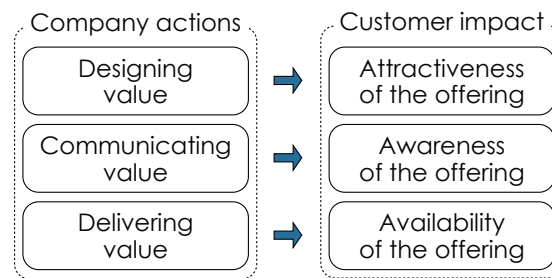 Company actions
Designing
value
Communicating
value
Delivering
value
Customer impact
Attractiveness
of the offering
Awareness
of the offering
Availability
of the offering